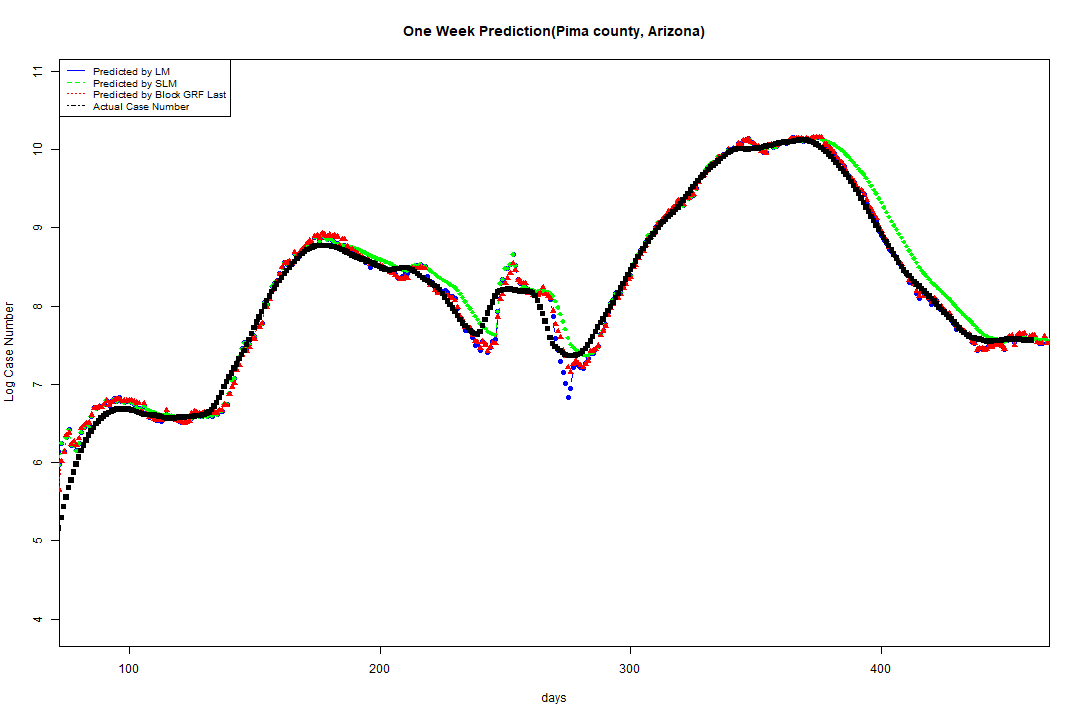 One Week Prediction(Pima county, Arizona)
Predicted by LM
Predicted by SLM
Predicted by Block GRF Last
Actual Case Number
11
10
9
8
7
6
5
4
Log Case Number
100 200 300 400
days